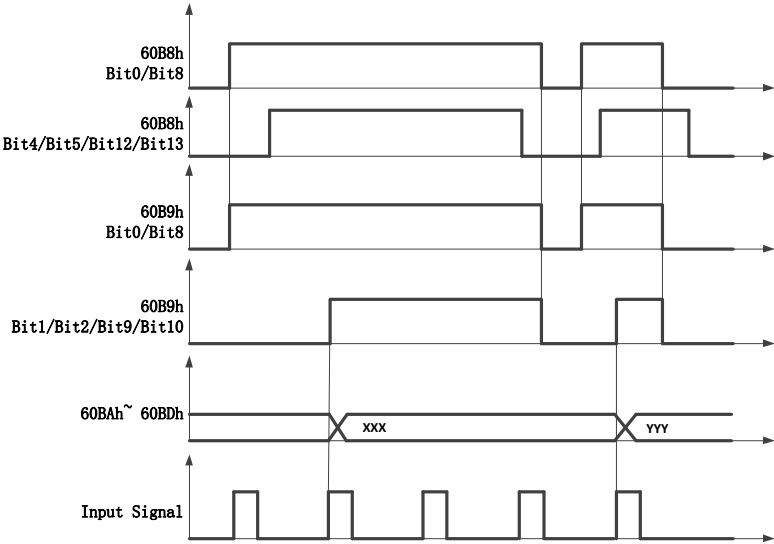 60B8h
Bit0/Bit8
60B8h
Bit4/Bit5/Bit12/Bit13
60B9h
Bit0/Bit8
60B9h
Bit1/Bit2/Bit9/Bit10
60BAh~ 60BDh
XXX
YYY
Input Signal